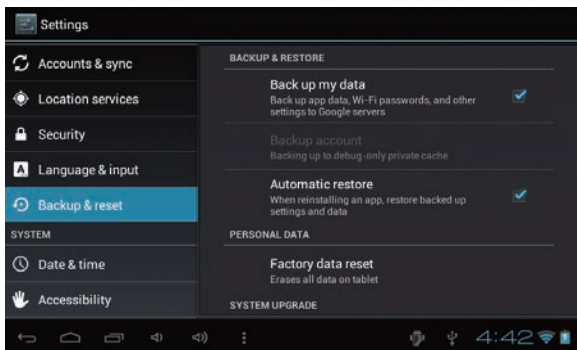 Settings
Accounts & sync
Location services
Security
A Language & input
Backup & reset
SYSTEM
Date & time
Accessibility
BACKUP & RESTORE
Back up my data
Back up app data, Wi-Fi passwords, and other
settings to Google servers
Backup account
Backing up to debug-only private cache
Automatic restore
When reinstalling an app, restore backed up
settings and data
PERSONAL DATA
Factory data reset
Erases all data on tablet
SYSTEM UPGRADE
4:42